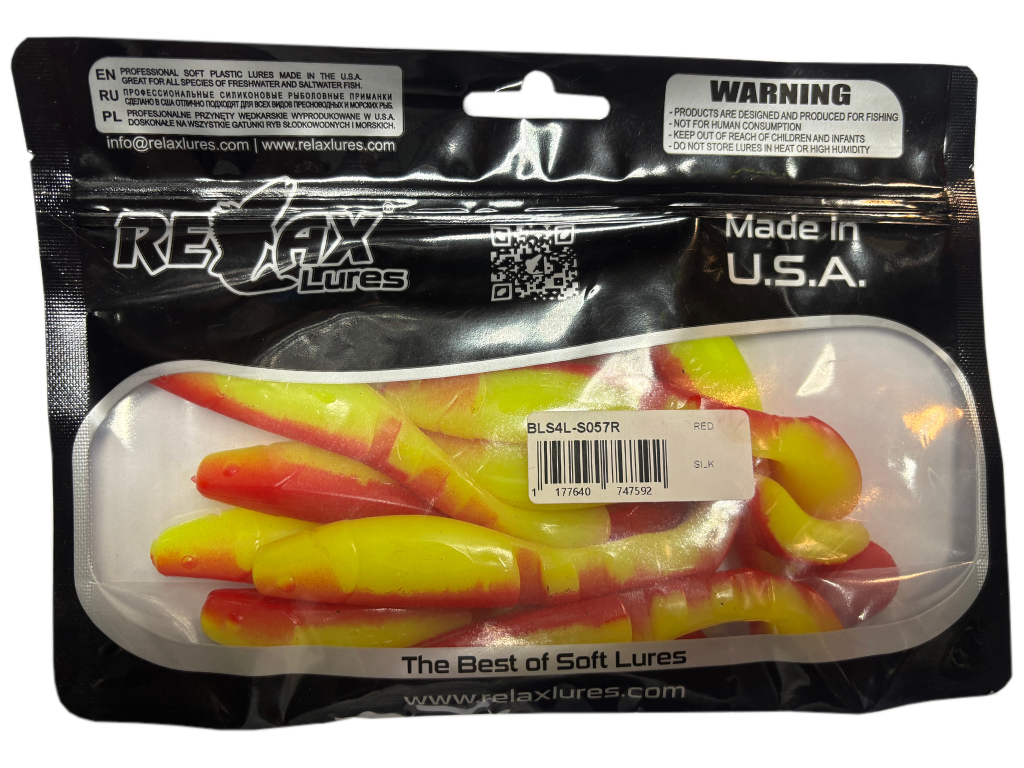 EN PROFESSIONAL SOFT PLASTIC LURES MADE IN THE U.S.A.
GREAT FOR ALL SPECIES OF FRESHWATER AND SALTWATER FISH.
RU ПРОФЕССИОНАЛЬНЫЕ СИЛИКОНОВЫЕ РЫБОЛОВНЫЕ ПРИМАНКИ
СДЕЛАНО В США ОТЛИЧНО ПОДХОДЯТ ДЛЯ ВСЕХ ВИДОВ ПРЕСНОВОДНЫХ И МОРСКИХ РЫБ.
PL PROFESJONALNE PRZYNĘTY WĘDKARSKIE WYPRODUKOWANE W U.S.A.
DOSKONAŁE NA WSZYSTKIE GATUNKI RYB SŁODKOWODNYCH I MORSKICH.
info@relaxlures.com | www.relaxlures.com
WARNING
- PRODUCTS ARE DESIGNED AND PRODUCED FOR FISHING
- NOT FOR HUMAN CONSUMPTION
- KEEP OUT OF REACH OF CHILDREN AND INFANTS
- DO NOT STORE LURES IN HEAT OR HIGH HUMIDITY
RELAX®
Lures
Made in
U.S.A.
BLS4L-S057R
RED
SILK
1 177640 747592
The Best of Soft Lures
www.relaxlures.com